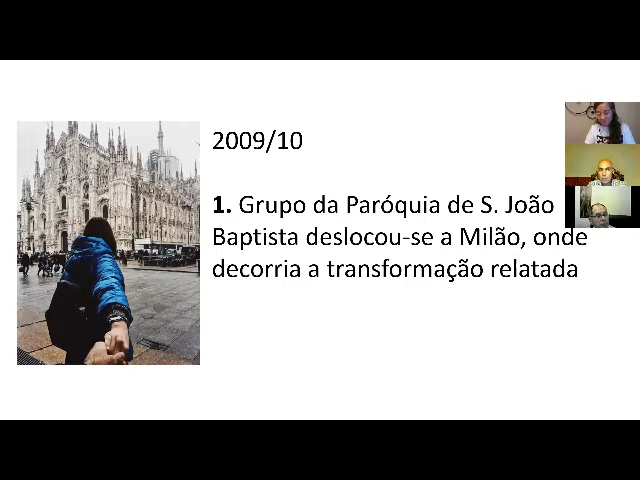 2009/10
1. Grupo da Paróquia de S. João
Baptista deslocou-se a Milão, onde
decorria a transformação relatada